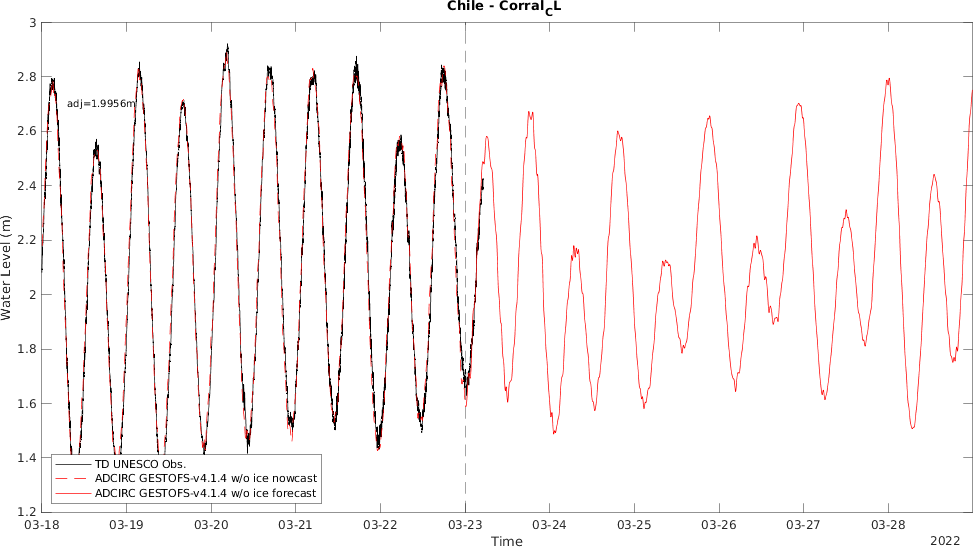 Chile - Corral_CL
3
2.8
adj=1.9956m
2.6
2.4
2.2
2
1.8
1.6
1.4
1.2
Water Level (m)
TD UNESCO Obs.
ADCIRC GESTOFS-v4.1.4 w/o ice nowcast
ADCIRC GESTOFS-v4.1.4 w/o ice forecast
03-18 03-19 03-20 03-21 03-22 03-23 03-24 03-25 03-26 03-27 03-28
Time
2022